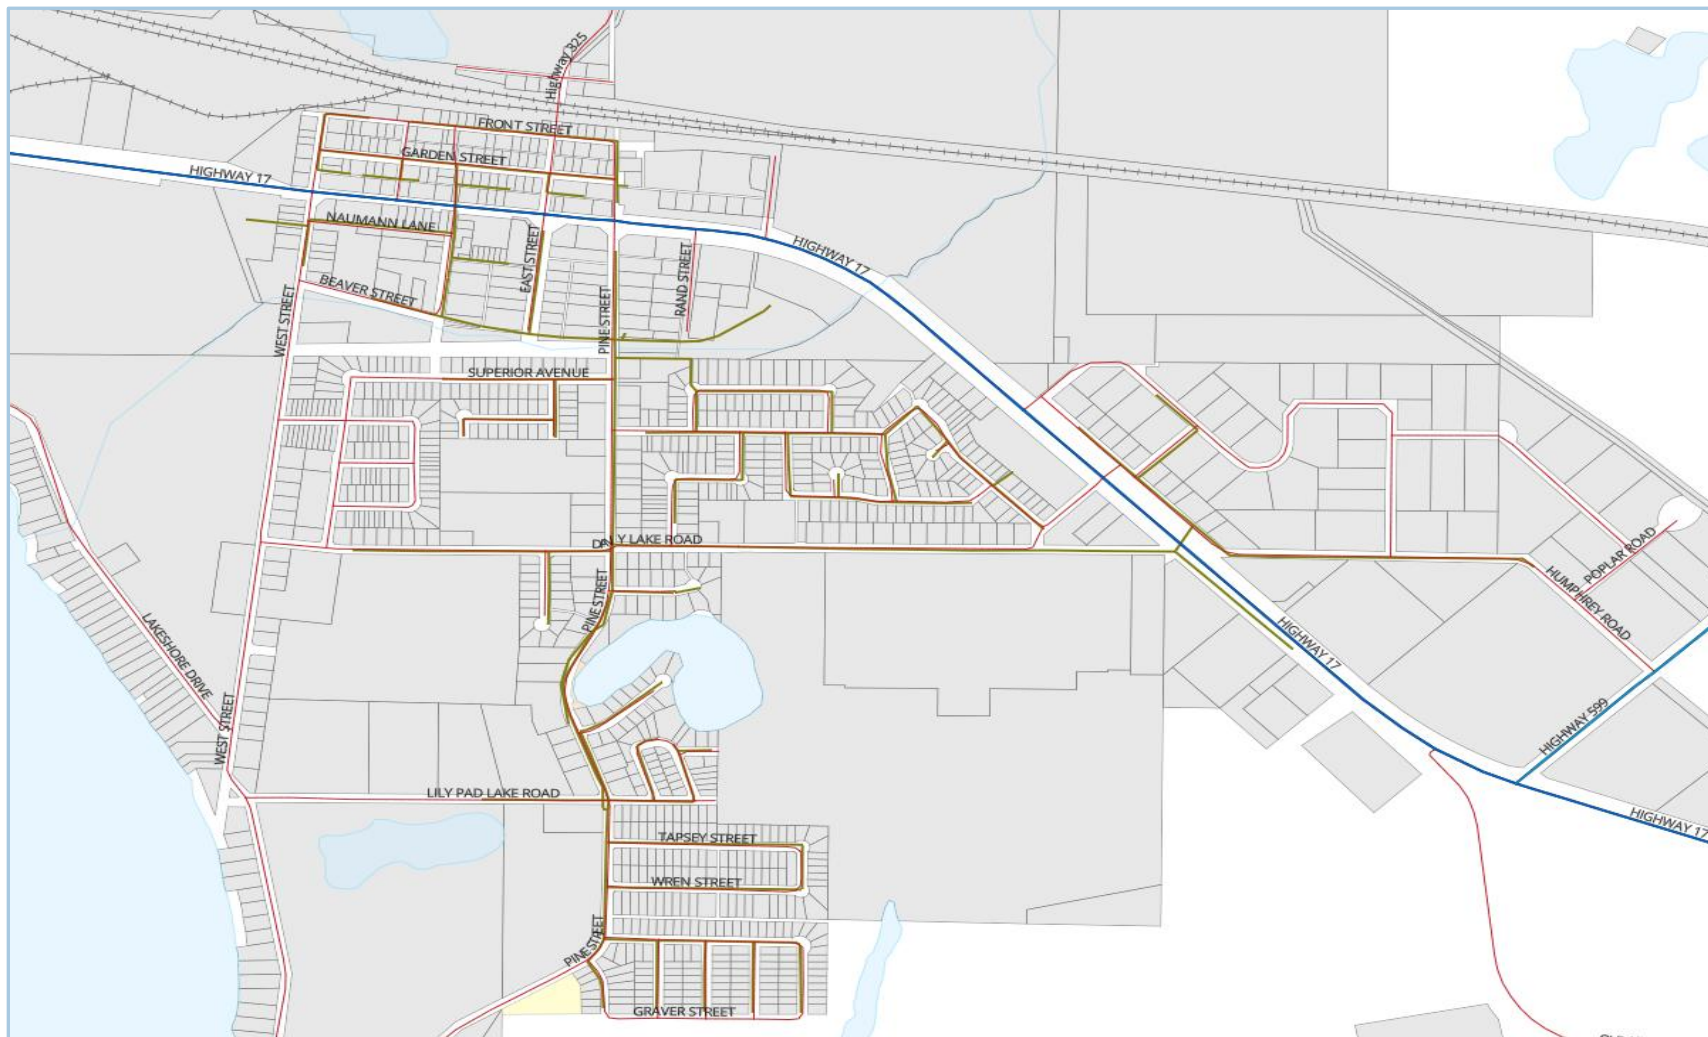 Highway 325
FRONT STREET
GARDEN STREET
HIGHWAY 17
NAUMANN LANE
HIGHWAY 17
EAST STREET
RAND STREET
BEAVER STREET
WEST STREET
PINE STREET
SUPERIOR AVENUE
LY LAKE ROAD
POPLAR ROAD
HUMPHREY ROAD
PINE STREET
LAKESHORE DRIVE
HIGHWAY 17
WEST STREET
HIGHWAY 599
LILY PAD LAKE ROAD
HIGHWAY 17
TAPSEY STREET
WREN STREET
PINE STREET
GRAVER STREET